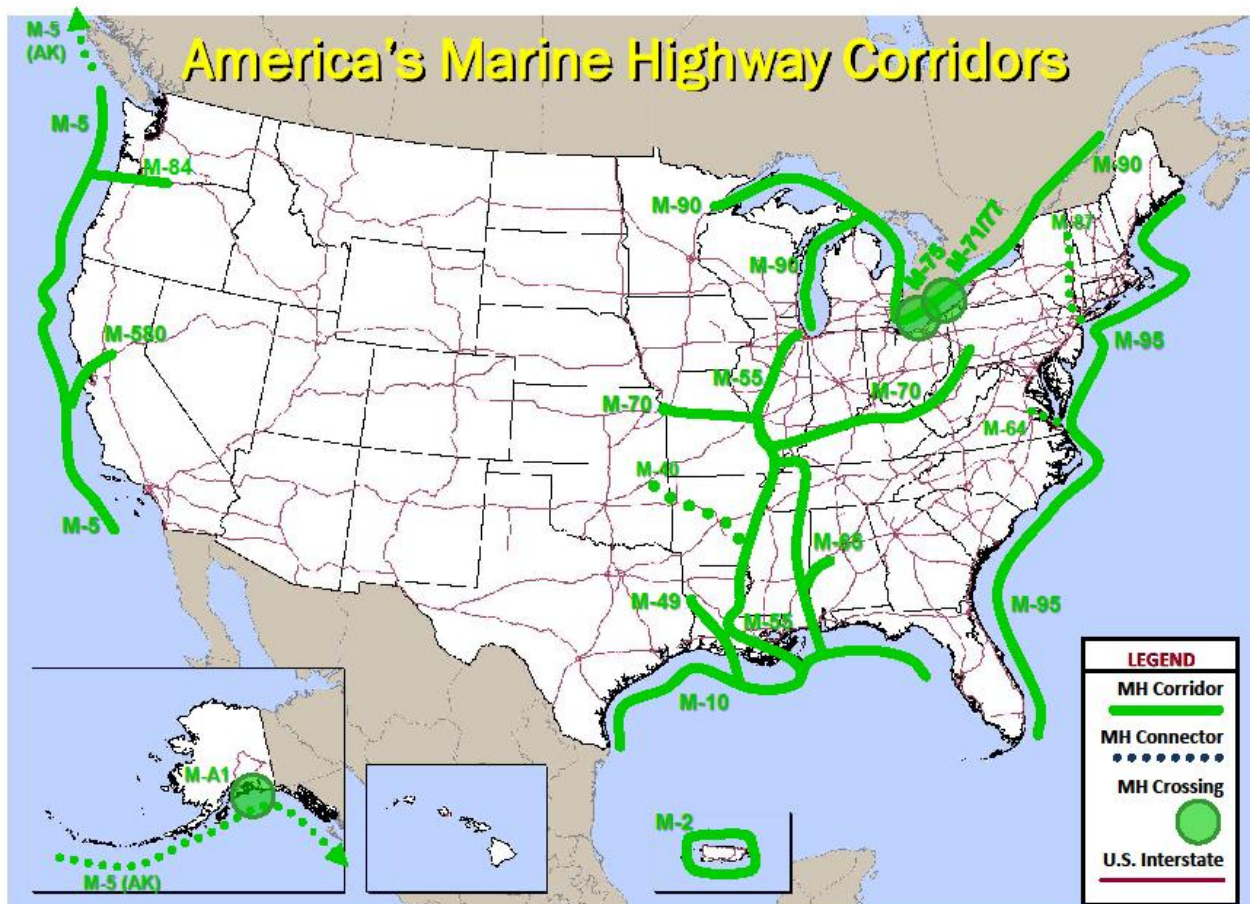 America's Marine Highway Corridors
M-5
(AK)
M-5
M-84
M-90
M-90
M-87
M-75
M-71/77
M-90
M-580
M-95
M-55
M-70
M-70
M-64
M-40
M-5
M-65
M-49
M-55
M-95
M-10
M-A1
M-5 (AK)
M-2
LEGEND
MH Corridor
MH Connector
MH Crossing
U.S. Interstate